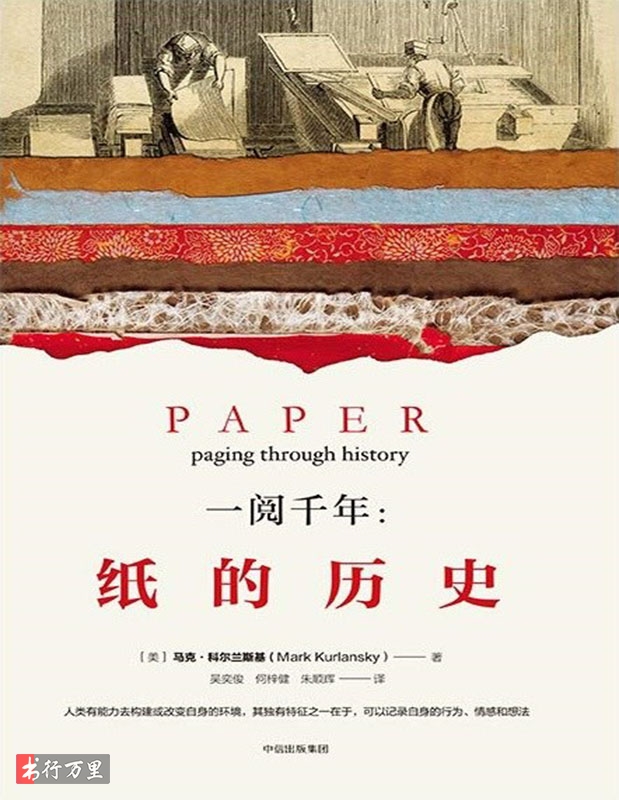 PAPER
paging through history
一阅千年:
纸的历史
[美] 马克·科尔兰斯基(Mark Kurlansky)——著
吴奕俊 何梓健 朱顺辉——译
人类有能力去构建或改变自身的环境,其独有特征之一在于,可以记录自身的行为、情感和想法
中信出版集团
书行万里